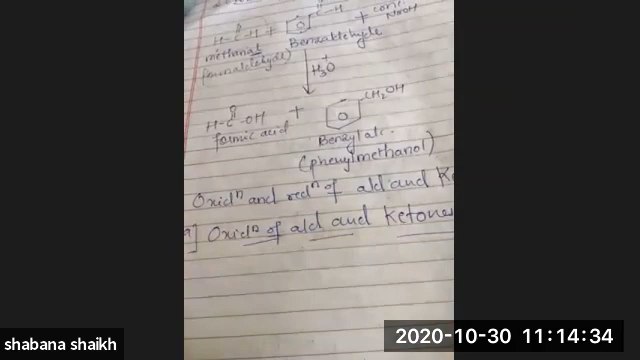 O
H-C-H + C-H + conc. NaOH
methanal Benzaldehyde
(formaldehyde)
H3O+
O
H-C-OH + CH2OH
formic acid Benzyl alc.
(phenylmethanol)
Oxidn and redn of ald and Ke
a] Oxidn of ald and Ketones
shabana shaikh
2020-10-30 11:14:34